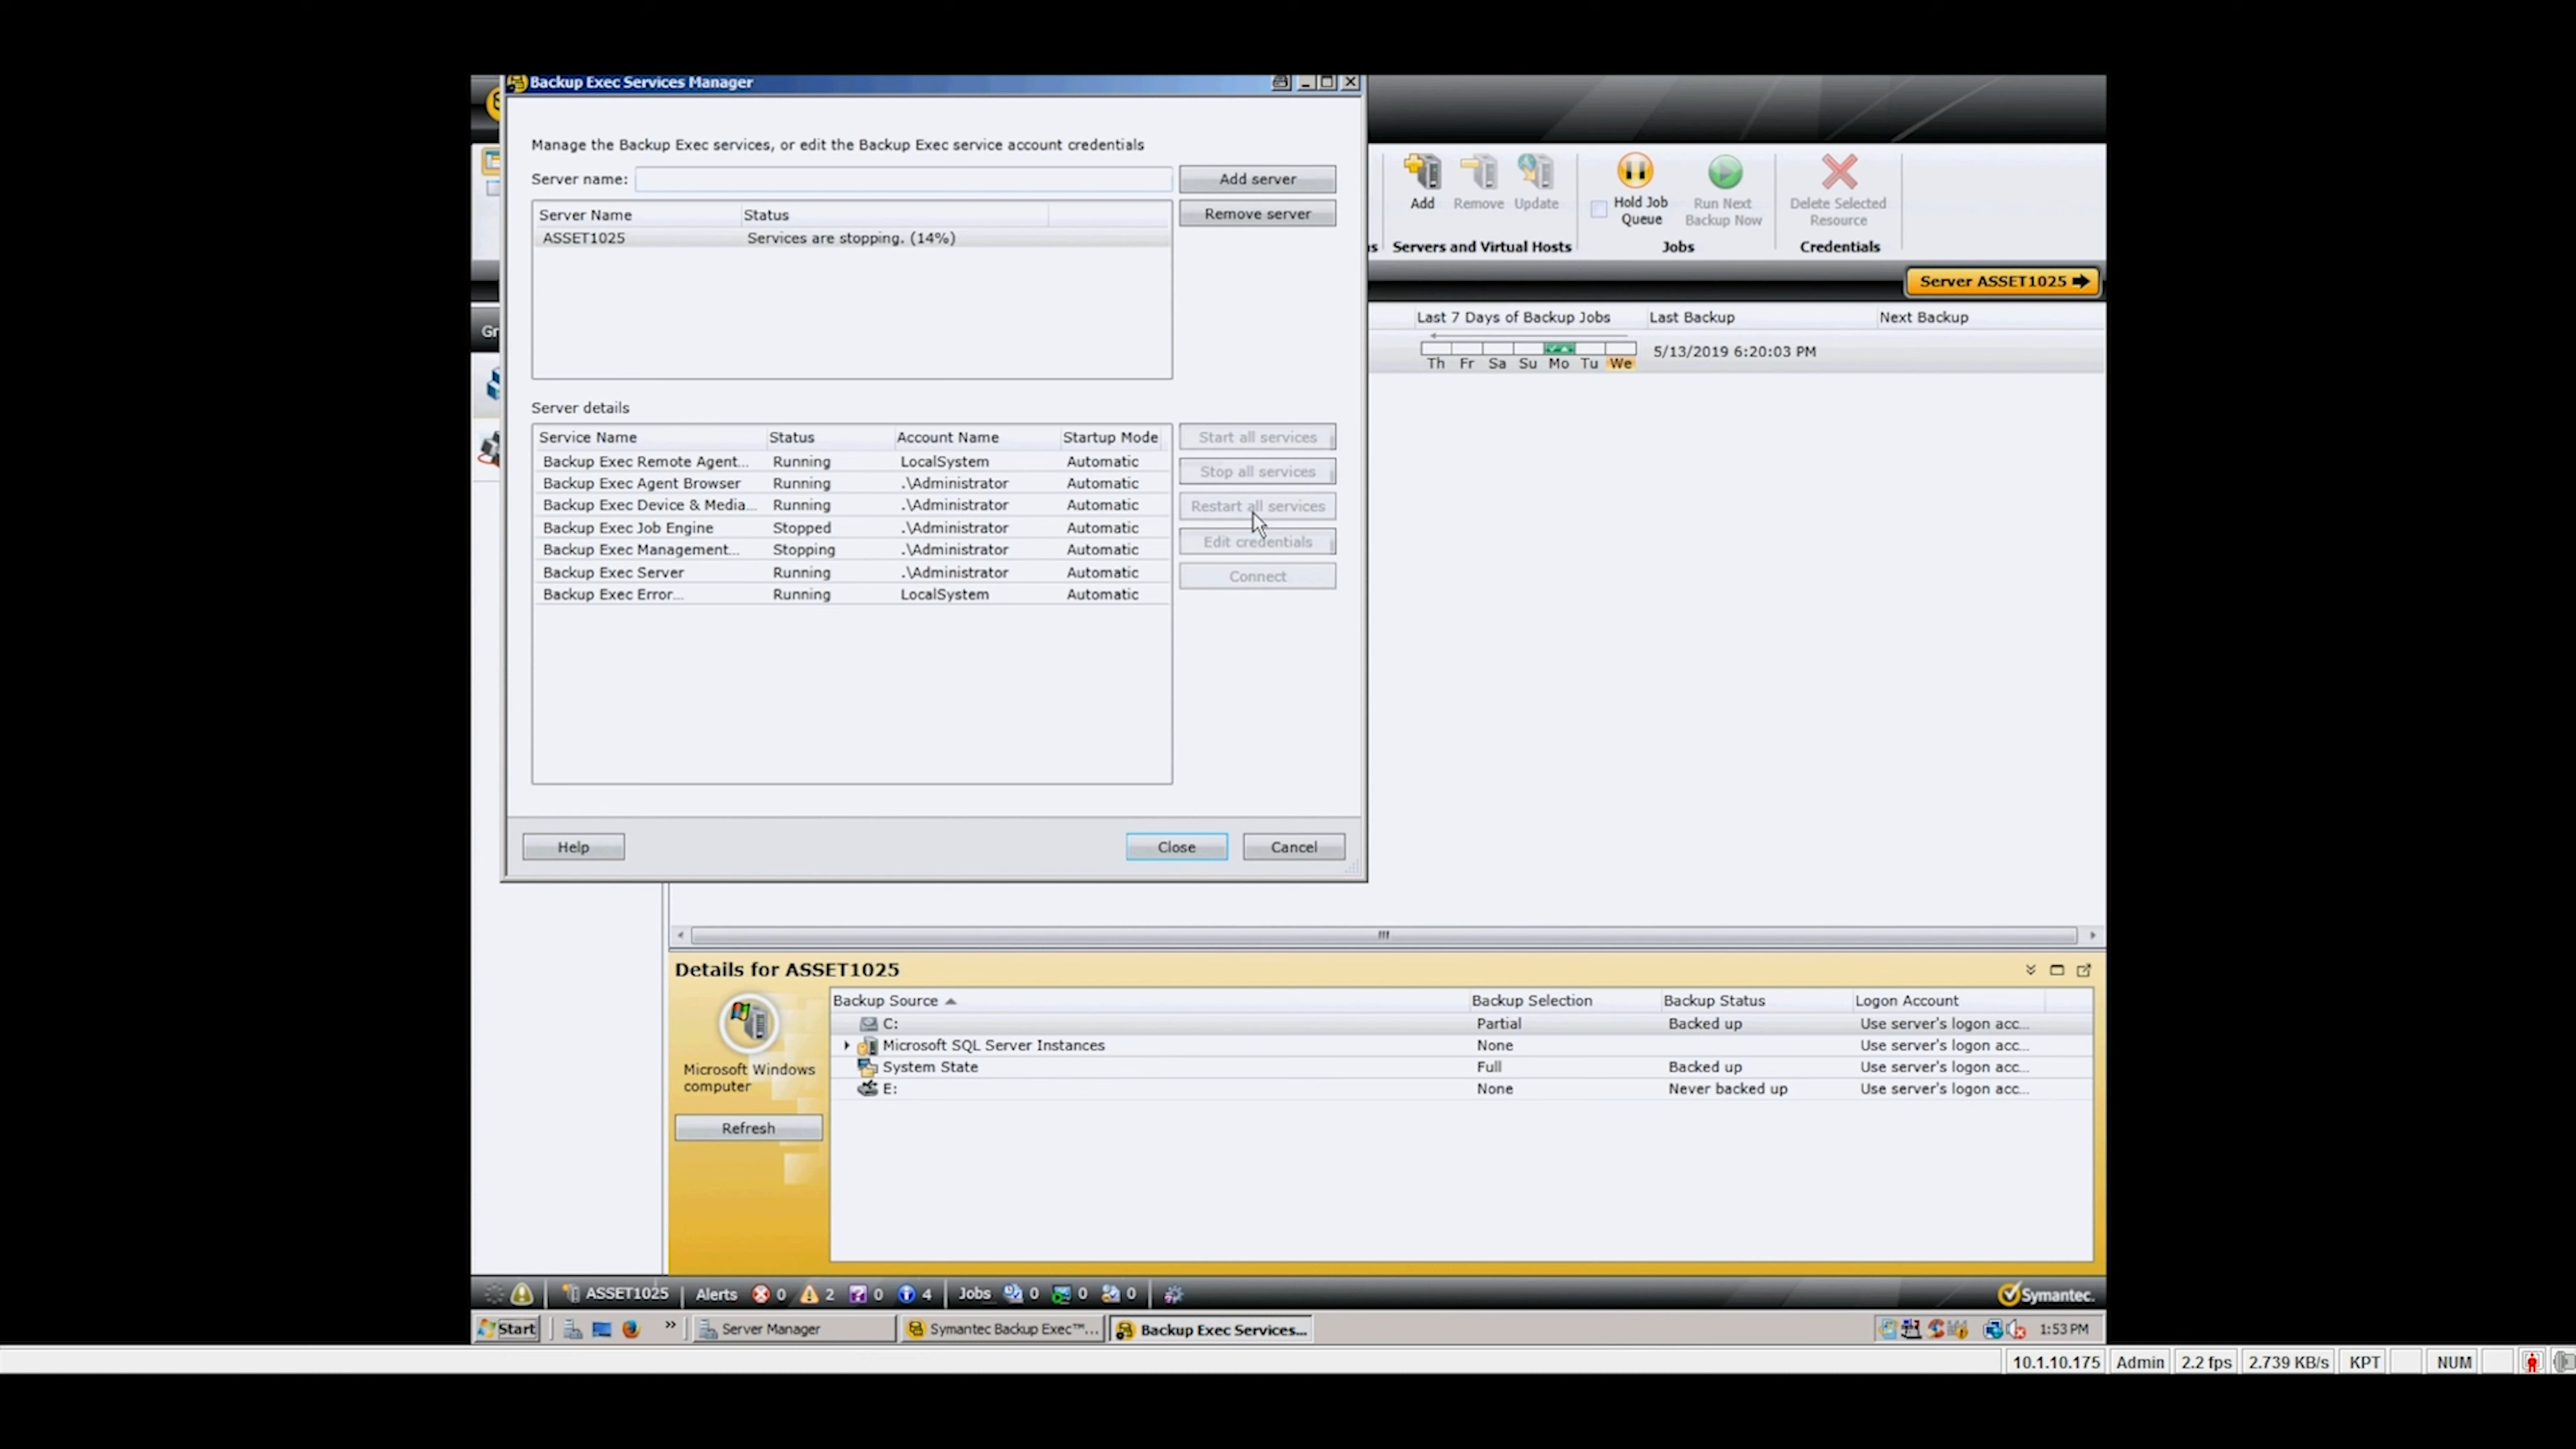 Backup Exec Services Manager
Manage the Backup Exec services, or edit the Backup Exec service account credentials
Server name:
Add server
Server Name Status
Remove server
ASSET1025 Services are stopping. (14%)
Server details
Service Name Status Account Name Startup Mode
Start all services
Backup Exec Remote Agent... Running LocalSystem Automatic
Stop all services
Backup Exec Agent Browser Running .\Administrator Automatic
Backup Exec Device & Media... Running .\Administrator Automatic
Restart all services
Backup Exec Job Engine Stopped .\Administrator Automatic
Edit credentials
Backup Exec Management... Stopping .\Administrator Automatic
Backup Exec Server Running .\Administrator Automatic
Connect
Backup Exec Error... Running LocalSystem Automatic
Help
Close
Cancel
Add
Remove
Update
Servers and Virtual Hosts
Hold Job
Queue
Run Next
Backup Now
Jobs
Delete Selected
Resource
Credentials
Server ASSET1025
Gr
Last 7 Days of Backup Jobs Last Backup Next Backup
5/13/2019 6:20:03 PM
Th Fr Sa Su Mo Tu We
Details for ASSET1025
Microsoft Windows
computer
Refresh
Backup Source Backup Selection Backup Status Logon Account
C: Partial Backed up Use server's logon acc...
Microsoft SQL Server Instances None Use server's logon acc...
System State Full Backed up Use server's logon acc...
E: None Never backed up Use server's logon acc...
ASSET1025 Alerts 0 2 0 4 Jobs 0 0 0
Symantec.
Start » Server Manager Symantec Backup Exec™... Backup Exec Services... 1:53 PM
10.1.10.175 Admin 2.2 fps 2.739 KB/s KPT NUM